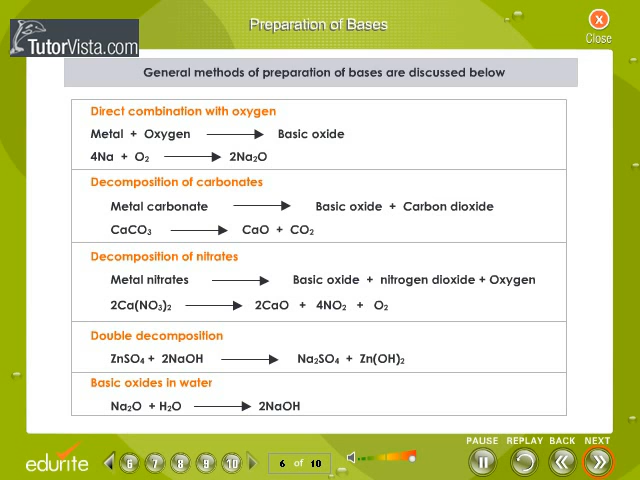 Preparation of Bases
X
Close
TutorVista.com
General methods of preparation of bases are discussed below
Direct combination with oxygen
Metal + Oxygen ⟶ Basic oxide
4Na + O₂ ⟶ 2Na₂O
Decomposition of carbonates
Metal carbonate ⟶ Basic oxide + Carbon dioxide
CaCO₃ ⟶ CaO + CO₂
Decomposition of nitrates
Metal nitrates ⟶ Basic oxide + nitrogen dioxide + Oxygen
2Ca(NO₃)₂ ⟶ 2CaO + 4NO₂ + O₂
Double decomposition
ZnSO₄ + 2NaOH ⟶ Na₂SO₄ + Zn(OH)₂
Basic oxides in water
Na₂O + H₂O ⟶ 2NaOH
PAUSE REPLAY BACK NEXT
edurite 6 7 8 9 10 6 of 10